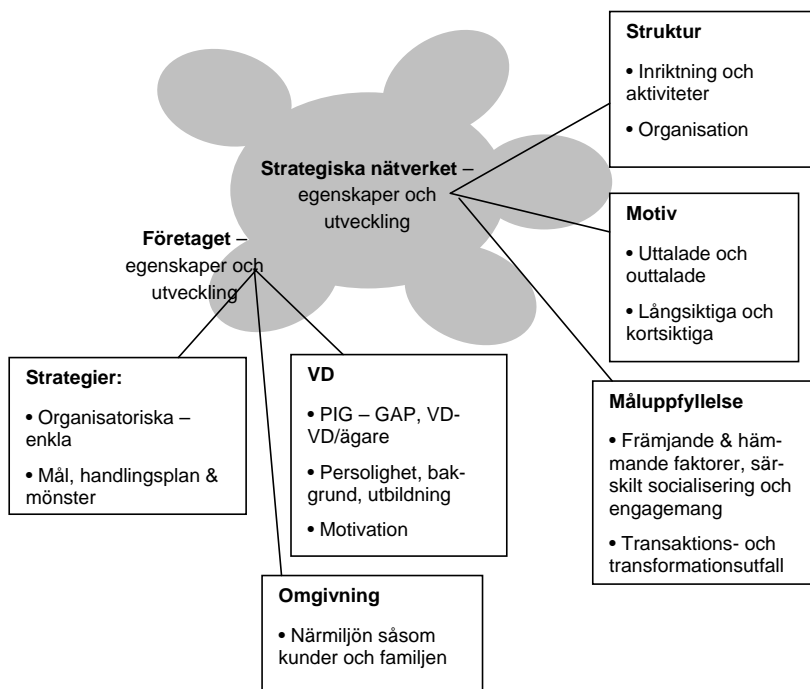 Struktur
• Inriktning och
aktiviteter
• Organisation
Strategiska nätverket –
egenskaper och
utveckling
Motiv
• Uttalade och
outtalade
• Långsiktiga och
kortsiktiga
Företaget –
egenskaper och
utveckling
Strategier:
• Organisatoriska –
enkla
• Mål, handlingsplan &
mönster
VD
• PIG – GAP, VD-
VD/ägare
• Persolighet, bak-
grund, utbildning
• Motivation
Måluppfyllelse
• Främjande & häm-
mande faktorer, sär-
skilt socialisering och
engagemang
• Transaktions- och
transformationsutfall
Omgivning
• Närmiljön såsom
kunder och familjen